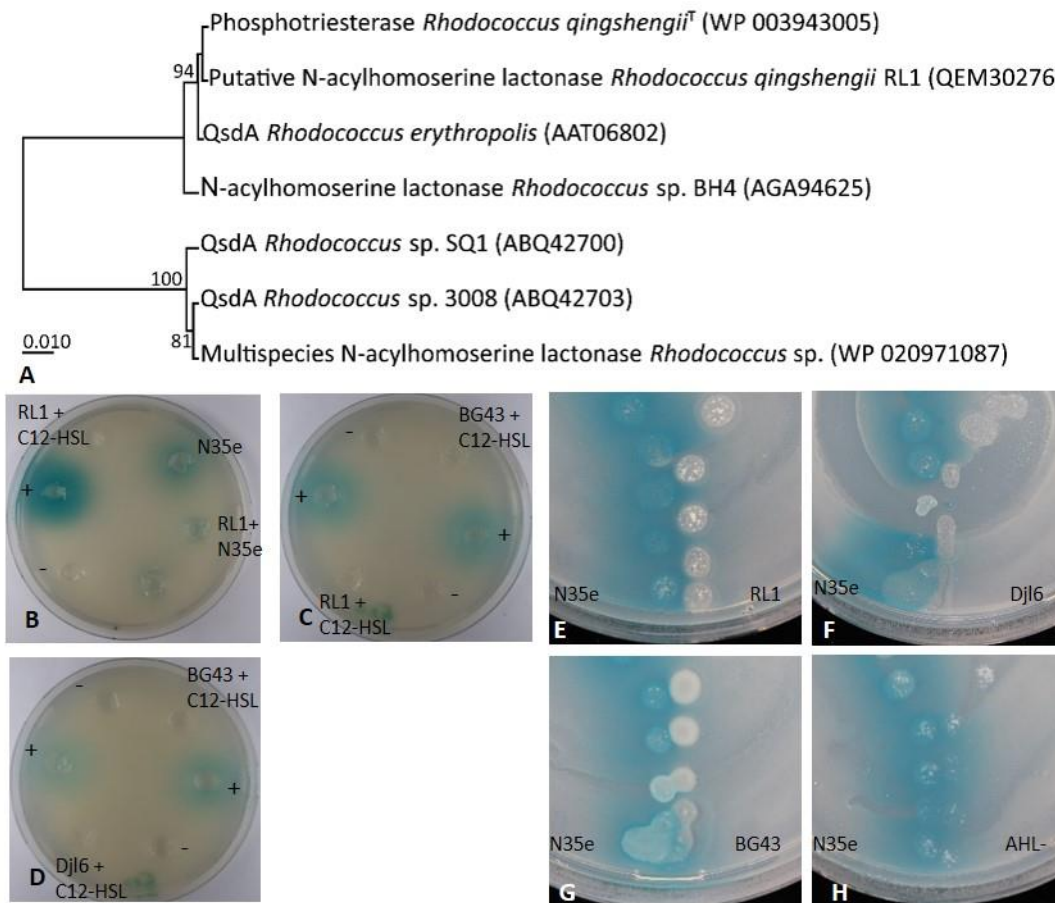 Phosphotriesterase Rhodococcus qingshengiiᵀ (WP 003943005)
94
Putative N-acylhomoserine lactonase Rhodococcus qingshengii RL1 (QEM30276
QsdA Rhodococcus erythropolis (AAT06802)
N-acylhomoserine lactonase Rhodococcus sp. BH4 (AGA94625)
QsdA Rhodococcus sp. SQ1 (ABQ42700)
100
QsdA Rhodococcus sp. 3008 (ABQ42703)
81
Multispecies N-acylhomoserine lactonase Rhodococcus sp. (WP 020971087)
0.010
A
RL1 +
C12-HSL
N35e
+
RL1+
N35e
-
B
-
BG43 +
C12-HSL
+
+
RL1 +
C12-HSL
-
C
N35e
RL1
E
N35e
Djl6
F
-
BG43 +
C12-HSL
+
+
Djl6 +
C12-HSL
-
D
N35e
BG43
G
N35e
AHL-
H